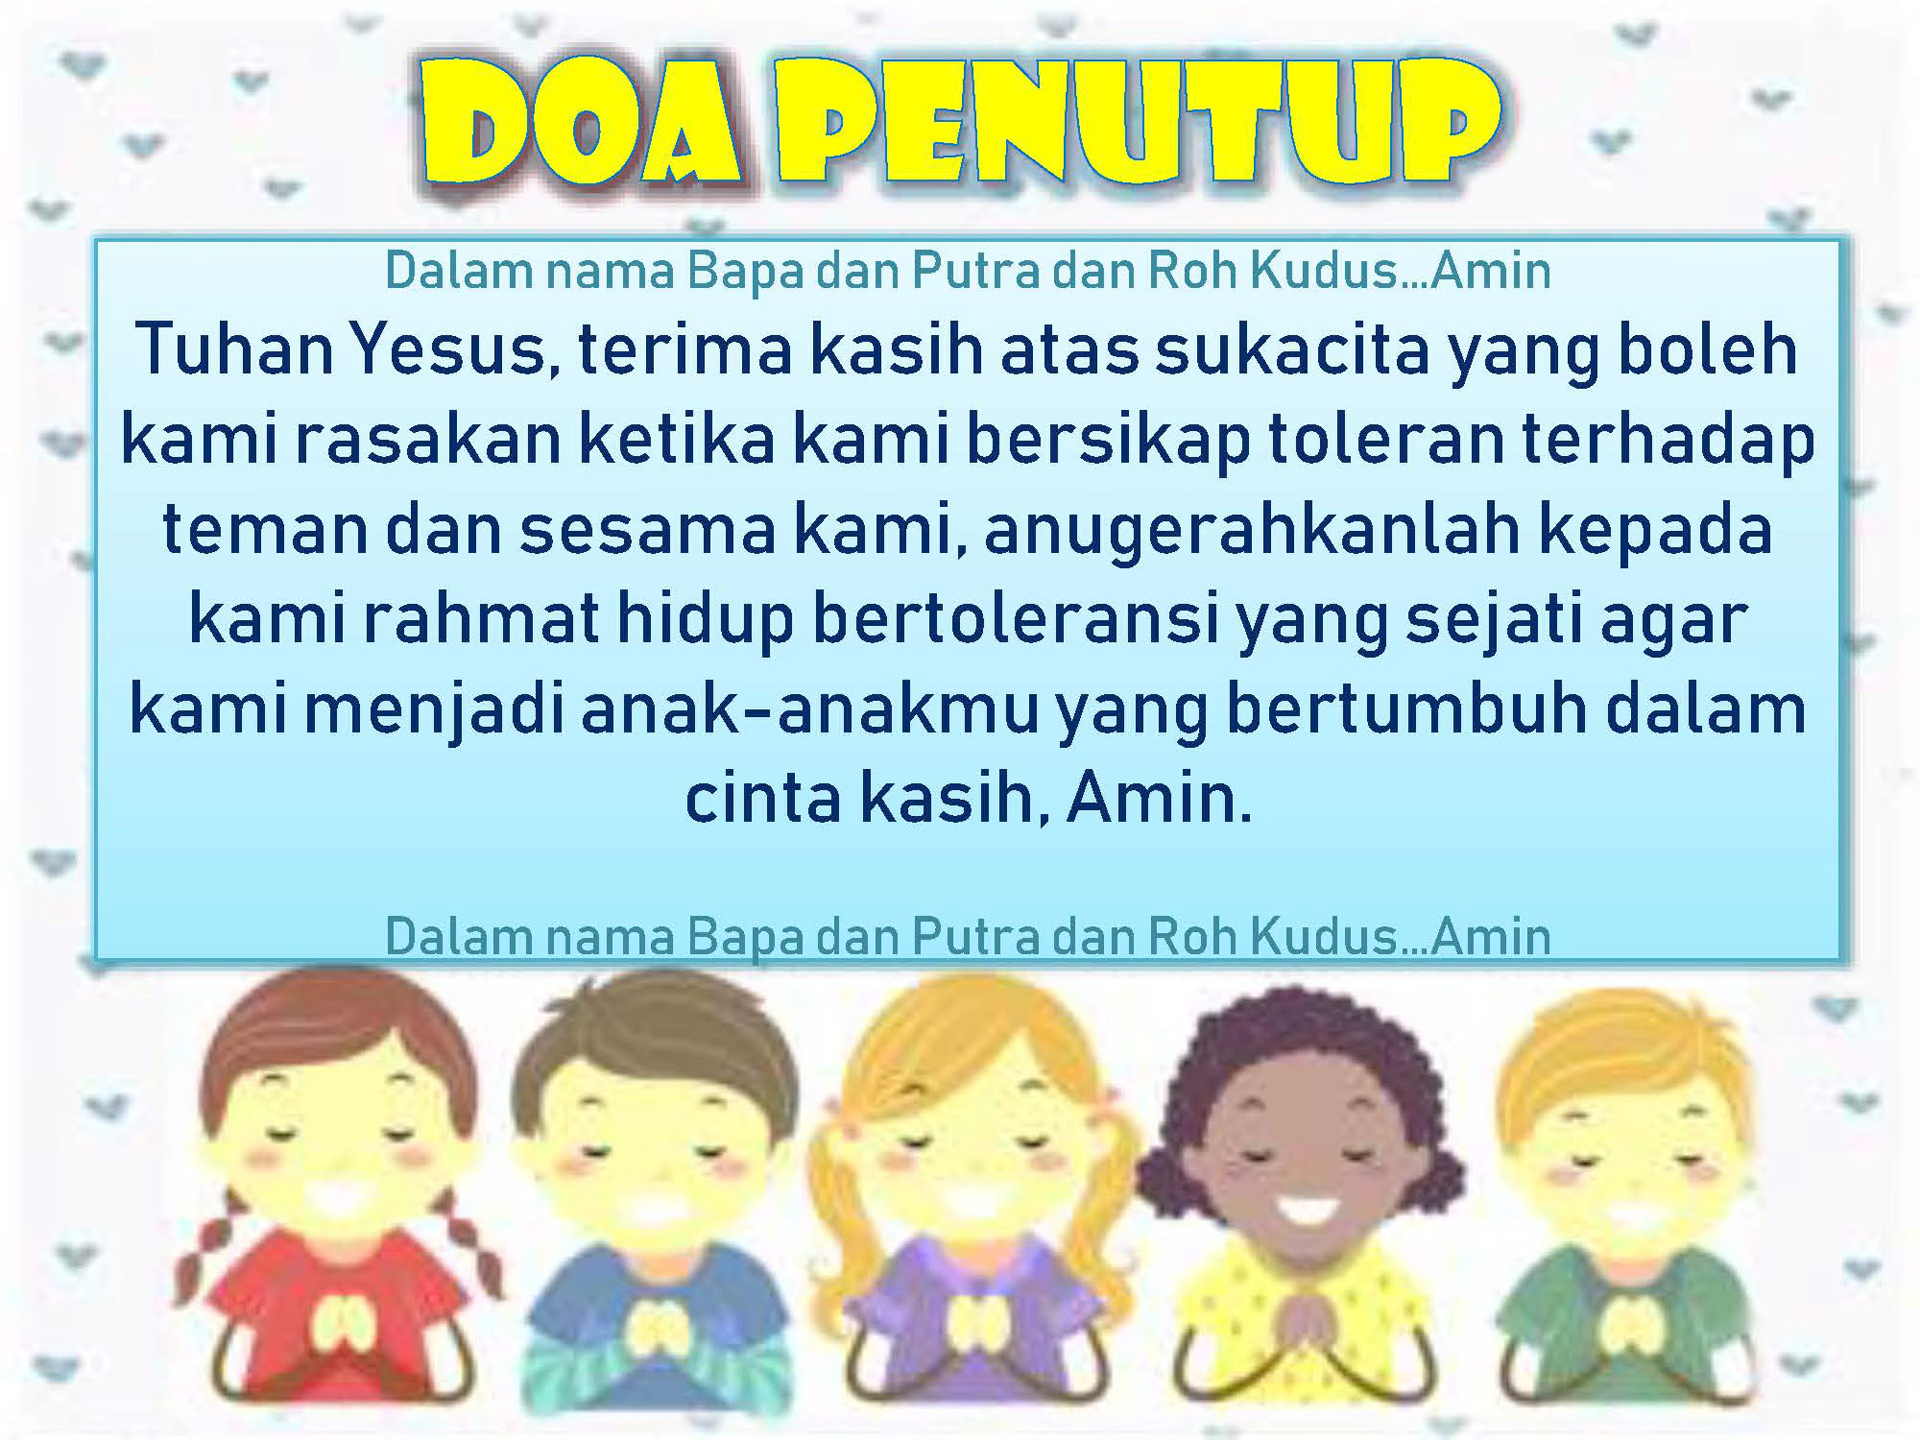 DOA PENUTUP
Dalam nama Bapa dan Putra dan Roh Kudus...Amin
Tuhan Yesus, terima kasih atas sukacita yang boleh
kami rasakan ketika kami bersikap toleran terhadap
teman dan sesama kami, anugerahkanlah kepada
kami rahmat hidup bertoleransi yang sejati agar
kami menjadi anak-anakmu yang bertumbuh dalam
cinta kasih, Amin.
Dalam nama Bapa dan Putra dan Roh Kudus...Amin